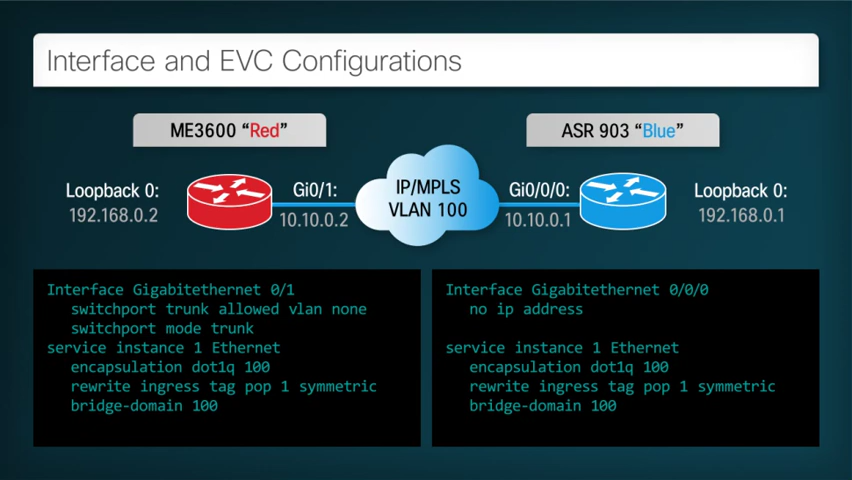 Interface and EVC Configurations
ME3600 “Red”
ASR 903 “Blue”
Loopback 0:
192.168.0.2
Gi0/1:
10.10.0.2
IP/MPLS
VLAN 100
Gi0/0/0:
10.10.0.1
Loopback 0:
192.168.0.1
Interface Gigabitethernet 0/1
switchport trunk allowed vlan none
switchport mode trunk
service instance 1 Ethernet
encapsulation dot1q 100
rewrite ingress tag pop 1 symmetric
bridge-domain 100
Interface Gigabitethernet 0/0/0
no ip address
service instance 1 Ethernet
encapsulation dot1q 100
rewrite ingress tag pop 1 symmetric
bridge-domain 100